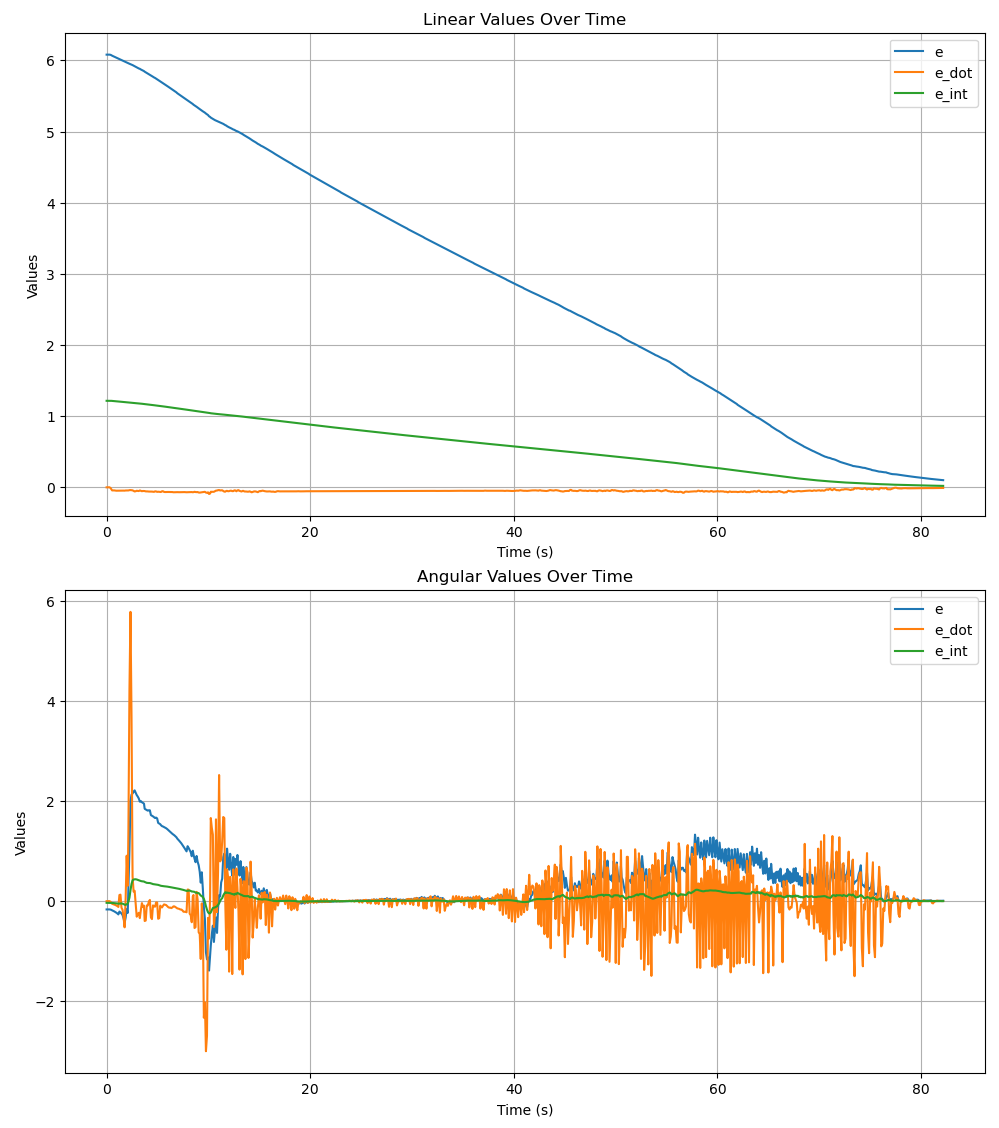 Linear Values Over Time
e
e_dot
e_int
6
5
4
3
2
1
0
Values
0 20 40 60 80
Time (s)
Angular Values Over Time
e
e_dot
e_int
6
4
2
0
−2
Values
0 20 40 60 80
Time (s)